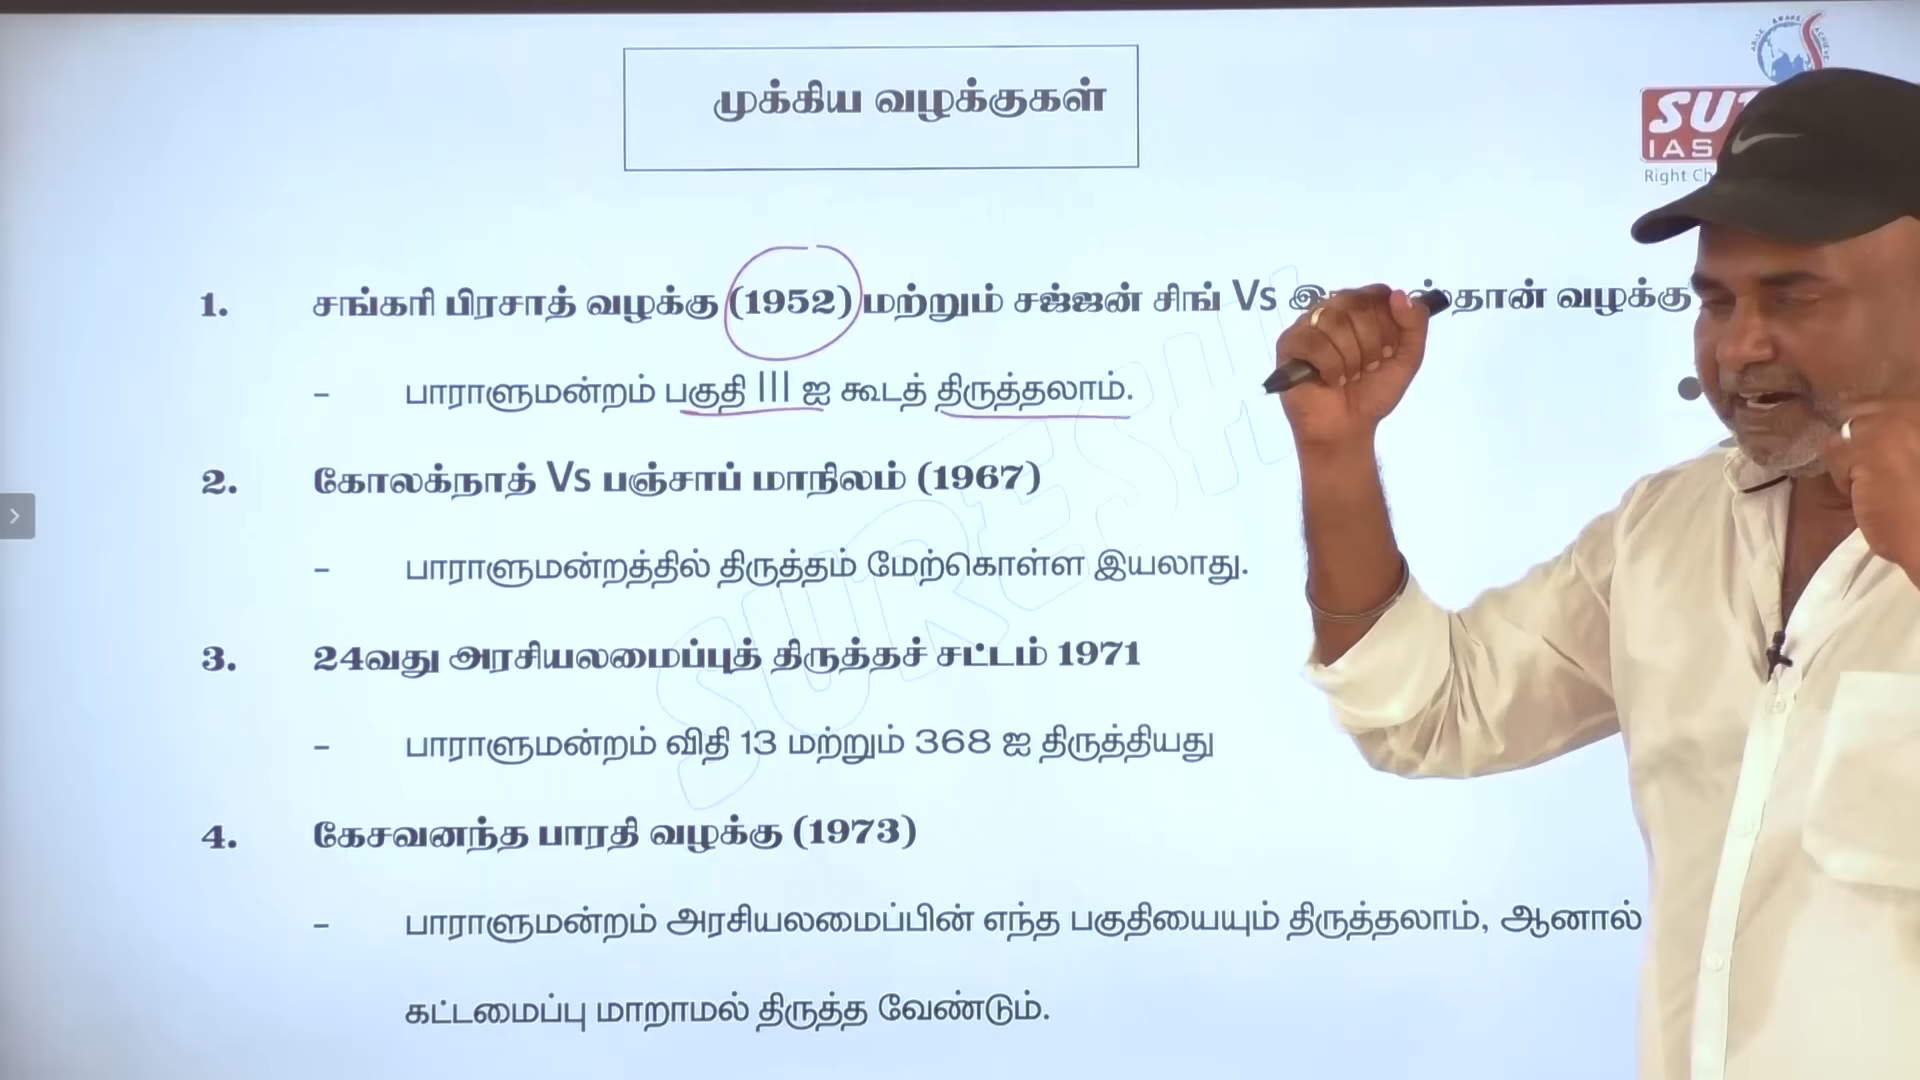 முக்கிய வழக்குகள்
SU
IAS
Right Ch
1. சங்கரி பிரசாத் வழக்கு (1952) மற்றும் சஜ்ஜன் சிங் Vs வழக்கு
– பாராளுமன்றம் பகுதி III ஐ கூடத் திருத்தலாம்.
2. கோலக்நாத் Vs பஞ்சாப் மாநிலம் (1967)
– பாராளுமன்றத்தில் திருத்தம் மேற்கொள்ள இயலாது.
3. 24வது அரசியலமைப்புத் திருத்தச் சட்டம் 1971
– பாராளுமன்றம் விதி 13 மற்றும் 368 ஐ திருத்தியது
4. கேசவனந்த பாரதி வழக்கு (1973)
– பாராளுமன்றம் அரசியலமைப்பின் எந்த பகுதியையும் திருத்தலாம், ஆனால்
கட்டமைப்பு மாறாமல் திருத்த வேண்டும்.
SURESH